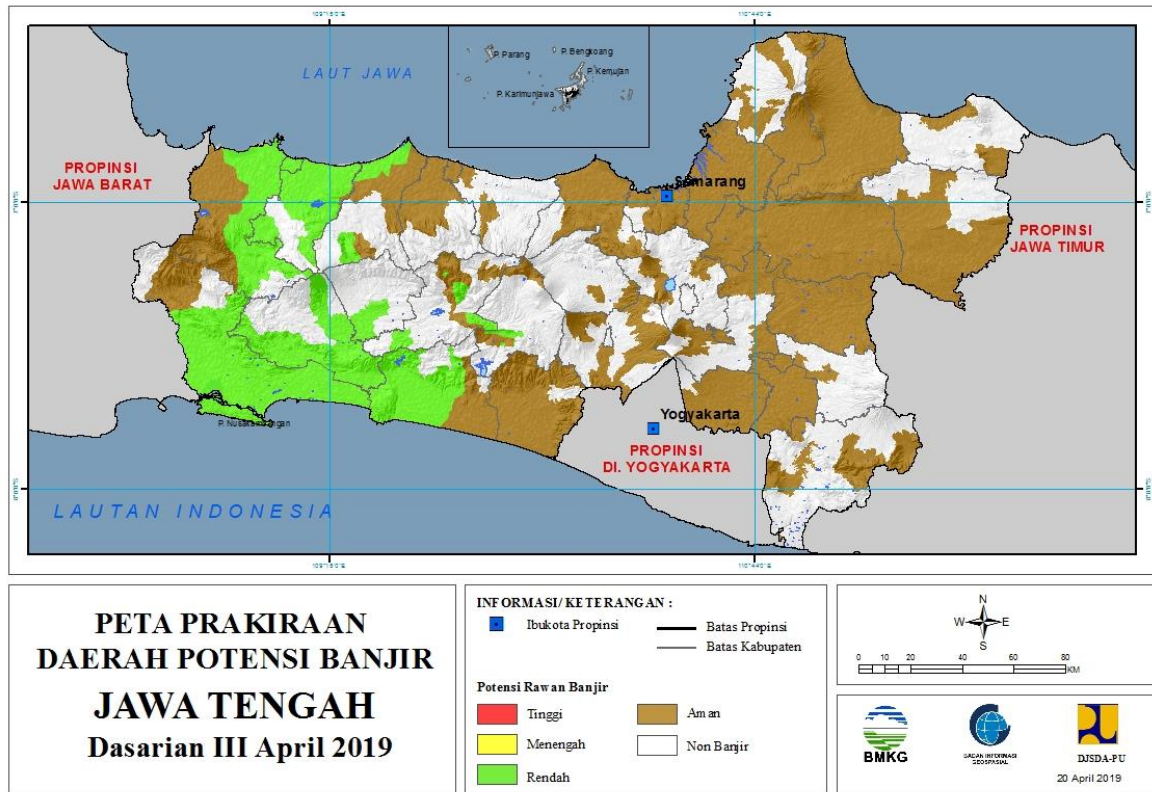 LAUT JAWA
P. Parang
P. Bengkoang
P. Kemujan
P. Karimunjawa
PROPINSI
JAWA BARAT
Semarang
PROPINSI
JAWA TIMUR
Yogyakarta
PROPINSI
DI. YOGYAKARTA
LAUTAN INDONESIA
PETA PRAKIRAAN
DAERAH POTENSI BANJIR
JAWA TENGAH
Dasarian III April 2019
INFORMASI/KETERANGAN :
Ibukota Propinsi
Batas Propinsi
Batas Kabupaten
Potensi Rawan Banjir
Tinggi
Aman
Menengah
Non Banjir
Rendah
N
W E
S
0 10 20 40 60 80
KM
BMKG
BADAN INFORMASI
GEOSPASIAL
DJSDA-PU
20 April 2019